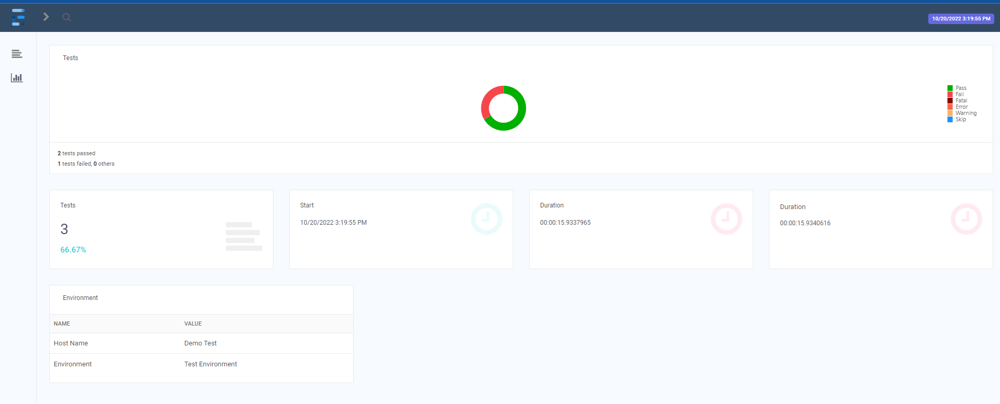 10/20/2022 3:19:55 PM
Tests
Pass
Fail
Fatal
Error
Warning
Skip
2 tests passed
1 tests failed, 0 others
Tests
3
66.67%
Start
10/20/2022 3:19:55 PM
Duration
00:00:15.9337965
Duration
00:00:15.9340616
Environment
NAME VALUE
Host Name Demo Test
Environment Test Environment